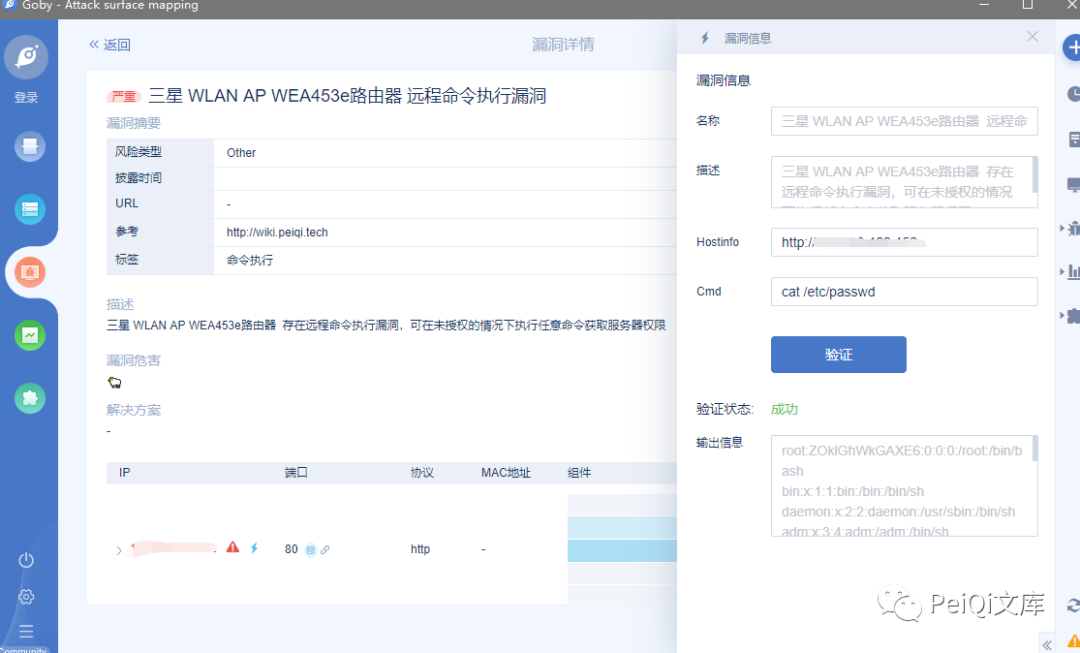 Goby - Attack surface mapping
« 返回
漏洞详情
登录
严重 三星 WLAN AP WEA453e路由器 远程命令执行漏洞
漏洞摘要
风险类型 Other
披露时间
URL -
参考 http://wiki.peiqi.tech
标签 命令执行
描述
三星 WLAN AP WEA453e路由器 存在远程命令执行漏洞，可在未授权的情况下执行任意命令获取服务器权限
漏洞危害
解决方案
-
IP 端口 协议 MAC地址 组件
80 http -
Community
漏洞信息
漏洞信息
名称 三星 WLAN AP WEA453e路由器 远程命
描述 三星 WLAN AP WEA453e路由器 存在
远程命令执行漏洞，可在未授权的情况
Hostinfo http://
Cmd cat /etc/passwd
验证
验证状态: 成功
输出信息 root:ZOklGhWkGAXE6:0:0:0:/root:/bin/b
ash
bin:x:1:1:bin:/bin:/bin/sh
daemon:x:2:2:daemon:/usr/sbin:/bin/sh
adm:x:3:4:adm:/adm:/bin/sh
PeiQi文库